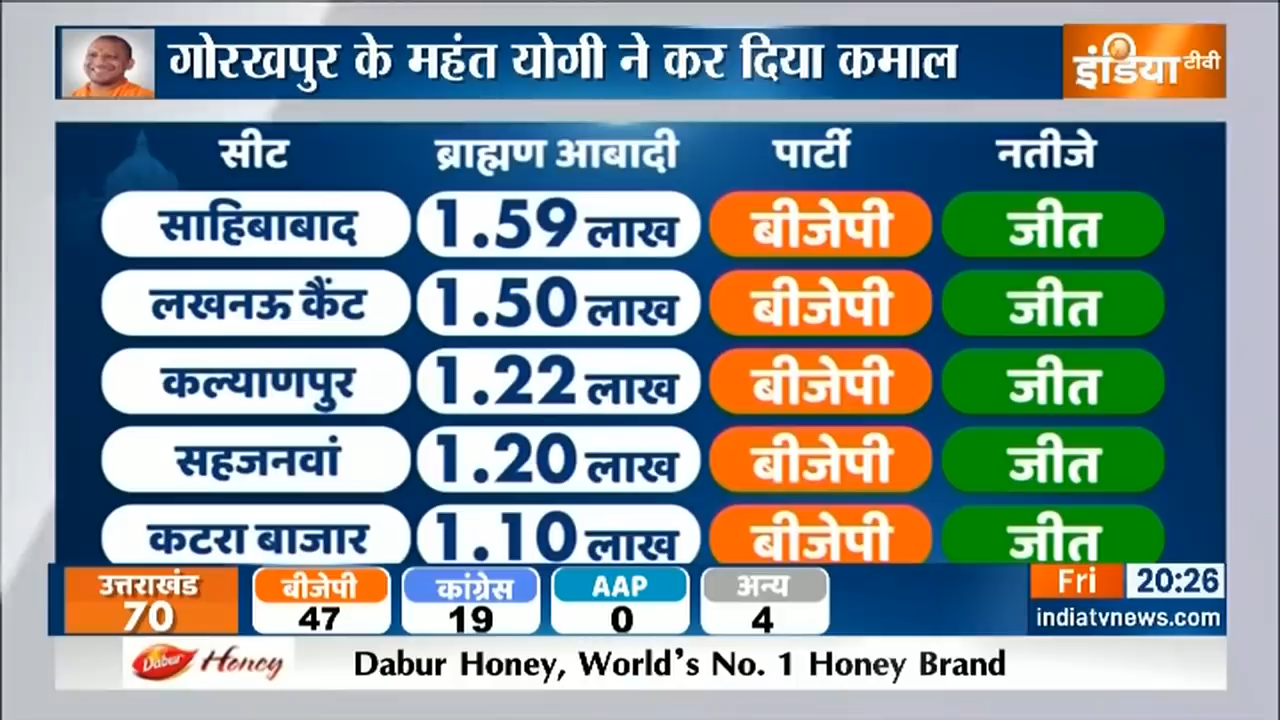 गोरखपुर के महंत योगी ने कर दिया कमाल
इंडिया टीवी
सीट ब्राह्मण आबादी पार्टी नतीजे
साहिबाबाद 1.59 लाख बीजेपी जीत
लखनऊ कैंट 1.50 लाख बीजेपी जीत
कल्याणपुर 1.22 लाख बीजेपी जीत
सहजनवां 1.20 लाख बीजेपी जीत
कटरा बाजार 1.10 लाख बीजेपी जीत
उत्तराखंड बीजेपी कांग्रेस AAP अन्य Fri 20:26
70 47 19 0 4 indiatvnews.com
Dabur Honey Dabur Honey, World's No. 1 Honey Brand